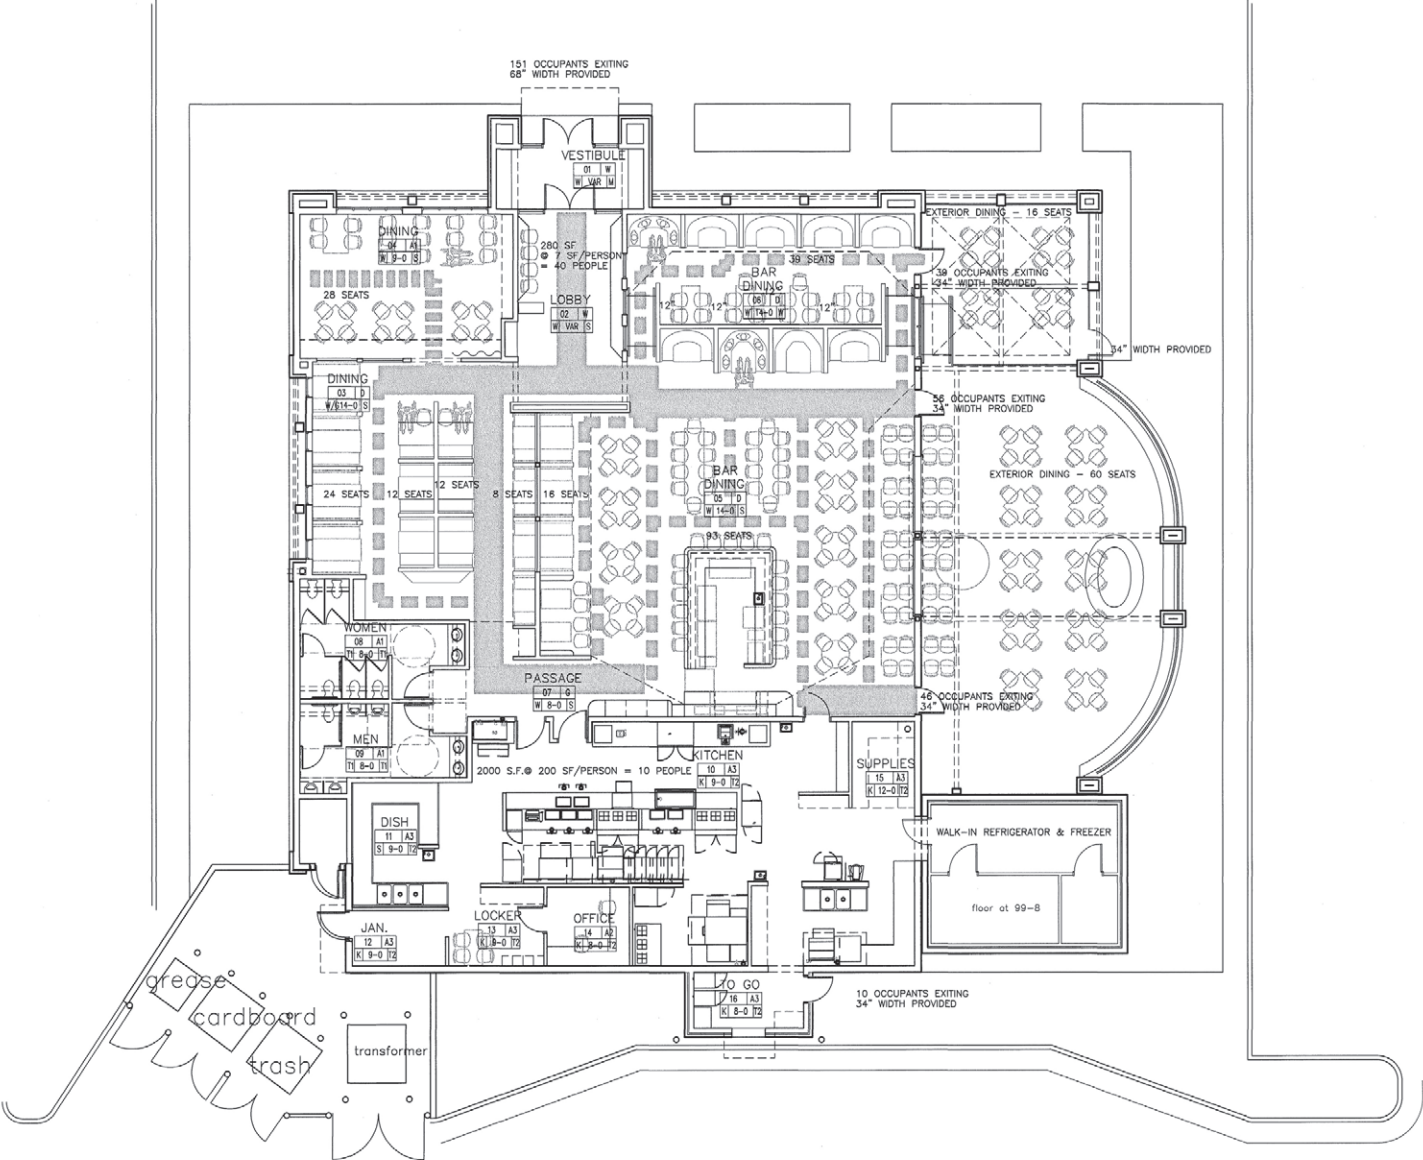 151 OCCUPANTS EXITING
68" WIDTH PROVIDED
VESTIBULE
01 W
W VAR M
EXTERIOR DINING - 16 SEATS
DINING
04 A1
W 9-0 S
28 SEATS
280 SF
@ 7 SF/PERSON
= 40 PEOPLE
LOBBY
02 W
W VAR S
39 SEATS
BAR
DINING
06 D
W 14-0 W
12"
12"
12"
12"
39 OCCUPANTS EXITING
34" WIDTH PROVIDED
34" WIDTH PROVIDED
DINING
03 D
W/G14-0 S
56 OCCUPANTS EXITING
34" WIDTH PROVIDED
EXTERIOR DINING - 60 SEATS
24 SEATS
12 SEATS
12 SEATS
8 SEATS
16 SEATS
BAR
DINING
05 D
W 14-0 S
93 SEATS
WOMEN
08 A1
T1 8-0 T1
PASSAGE
07 G
W 8-0 S
46 OCCUPANTS EXITING
34" WIDTH PROVIDED
MEN
09 A1
T1 8-0 T1
2000 S.F.@ 200 SF/PERSON = 10 PEOPLE
KITCHEN
10 A3
K 9-0 T2
SUPPLIES
15 A3
K 12-0 T2
DISH
11 A3
S 9-0 T2
WALK-IN REFRIGERATOR & FREEZER
floor at 99-8
JAN.
12 A3
K 9-0 T2
LOCKER
13 A3
K 9-0 T2
OFFICE
14 A2
K 8-0 T2
TO GO
16 A3
K 8-0 T2
10 OCCUPANTS EXITING
34" WIDTH PROVIDED
grease
cardboard
trash
transformer